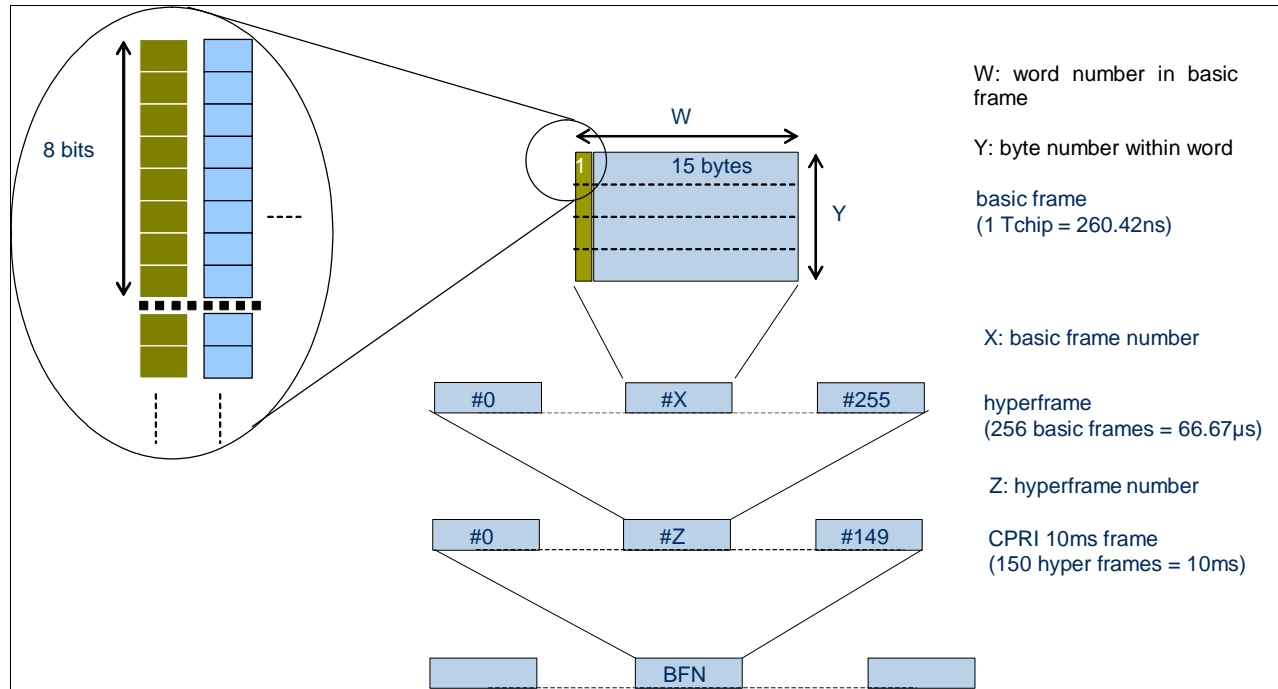 W: word number in basic
frame
W
Y: byte number within word
8 bits
1
15 bytes
Y
basic frame
(1 Tchip = 260.42ns)
X: basic frame number
#0
#X
#255
hyperframe
(256 basic frames = 66.67µs)
Z: hyperframe number
#0
#Z
#149
CPRI 10ms frame
(150 hyper frames = 10ms)
BFN